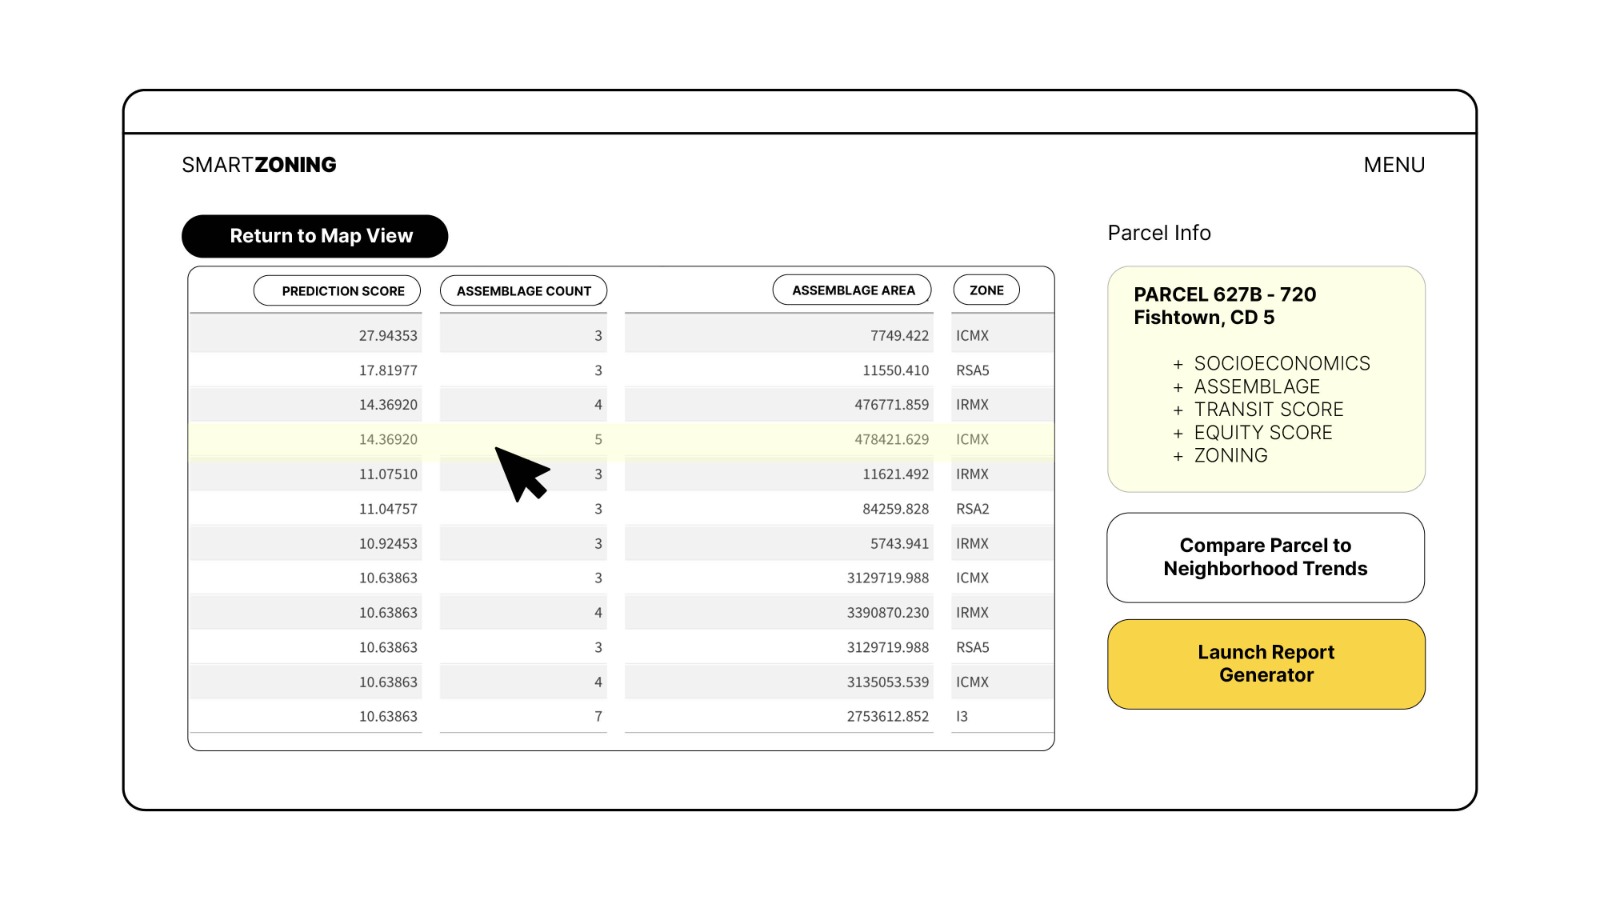 SMARTZONING
MENU
Return to Map View
PREDICTION SCORE ASSEMBLAGE COUNT ASSEMBLAGE AREA ZONE
27.94353 3 7749.422 ICMX
17.81977 3 11550.410 RSA5
14.36920 4 476771.859 IRMX
14.36920 5 478421.629 ICMX
11.07510 3 11621.492 IRMX
11.04757 3 84259.828 RSA2
10.92453 3 5743.941 IRMX
10.63863 3 3129719.988 ICMX
10.63863 4 3390870.230 IRMX
10.63863 3 3129719.988 RSA5
10.63863 4 3135053.539 ICMX
10.63863 7 2753612.852 I3
Parcel Info
PARCEL 627B - 720
Fishtown, CD 5
+ SOCIOECONOMICS
+ ASSEMBLAGE
+ TRANSIT SCORE
+ EQUITY SCORE
+ ZONING
Compare Parcel to
Neighborhood Trends
Launch Report
Generator